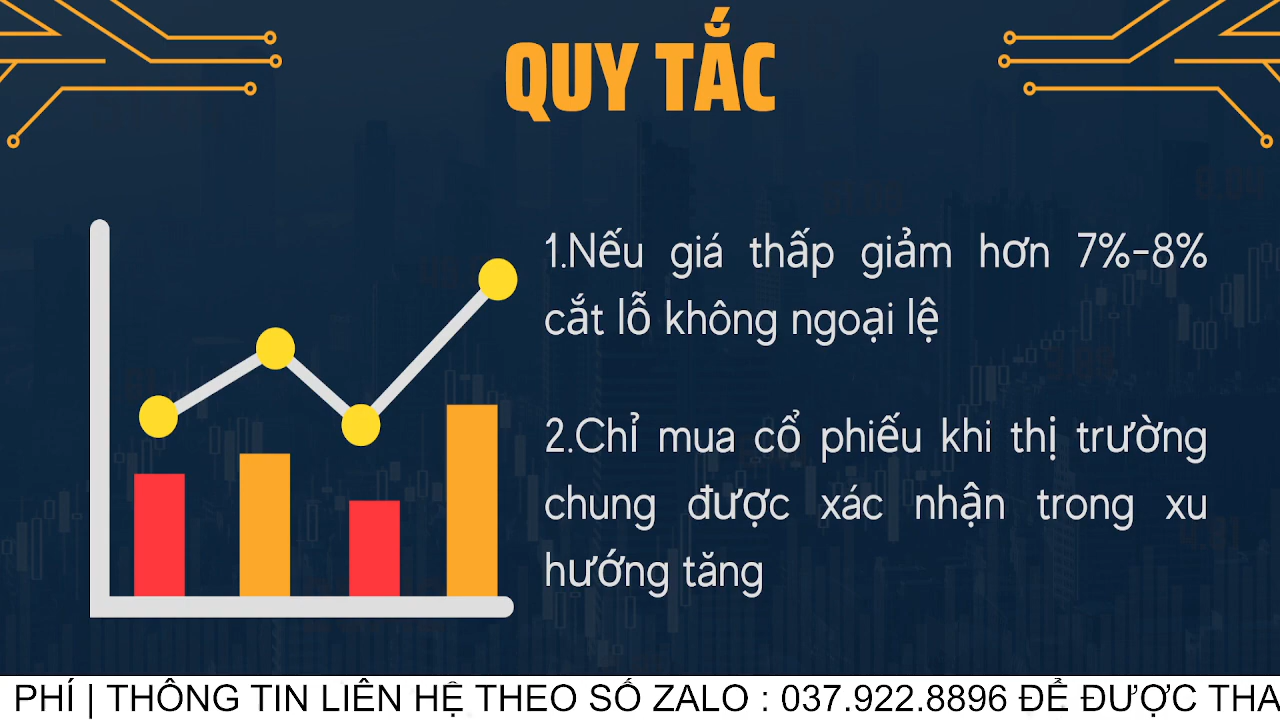 QUY TẮC
1.Nếu giá thấp giảm hơn 7%-8%
cắt lỗ không ngoại lệ
2.Chỉ mua cổ phiếu khi thị trường
chung được xác nhận trong xu
hướng tăng
PHÍ | THÔNG TIN LIÊN HỆ THEO SỐ ZALO : 037.922.8896 ĐỂ ĐƯỢC THA